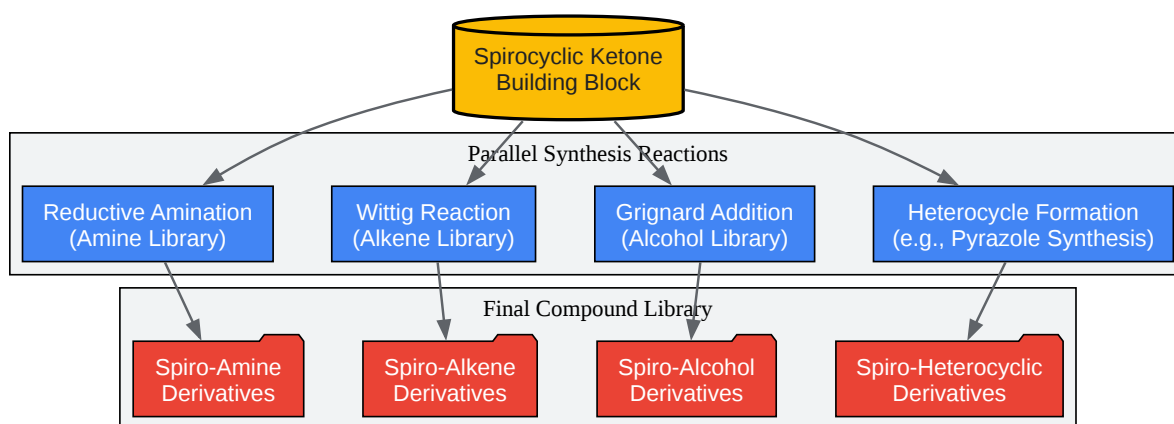 Spirocyclic Ketone
Building Block
Parallel Synthesis Reactions
Reductive Amination
(Amine Library)
Wittig Reaction
(Alkene Library)
Grignard Addition
(Alcohol Library)
Heterocycle Formation
(e.g., Pyrazole Synthesis)
Final Compound Library
Spiro-Amine
Derivatives
Spiro-Alkene
Derivatives
Spiro-Alcohol
Derivatives
Spiro-Heterocyclic
Derivatives